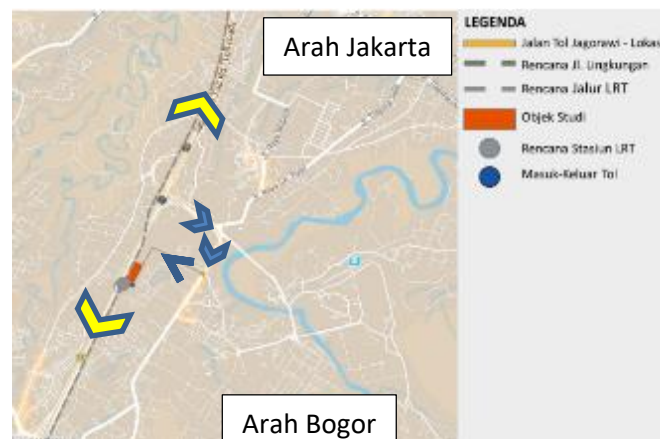 Arah Jakarta
LEGENDA
Jalan Tol Jagorawi - Lokasi
Rencana Jl. Lingkungan
Rencana Jalur LRT
Objek Studi
Rencana Stasiun LRT
Masuk-Keluar Tol
Arah Bogor